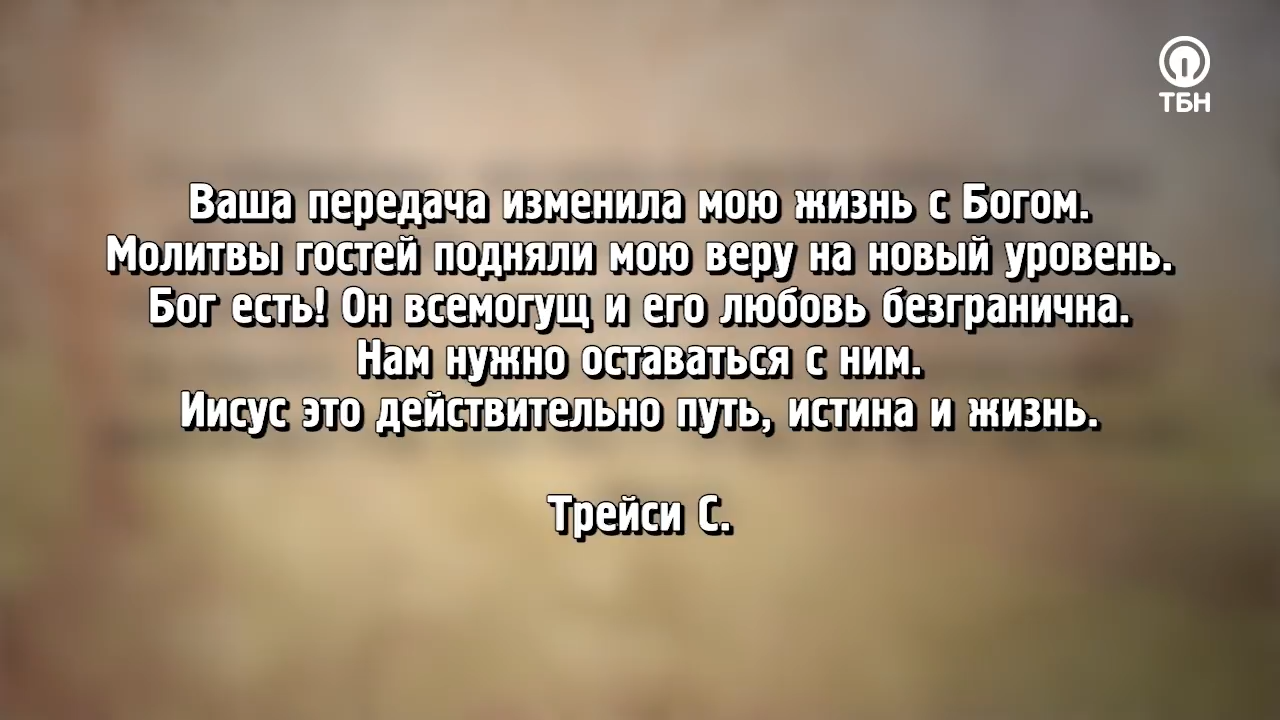 ТБН
Ваша передача изменила мою жизнь с Богом.
Молитвы гостей подняли мою веру на новый уровень.
Бог есть! Он всемогущ и его любовь безгранична.
Нам нужно оставаться с ним.
Иисус это действительно путь, истина и жизнь.
Трейси С.